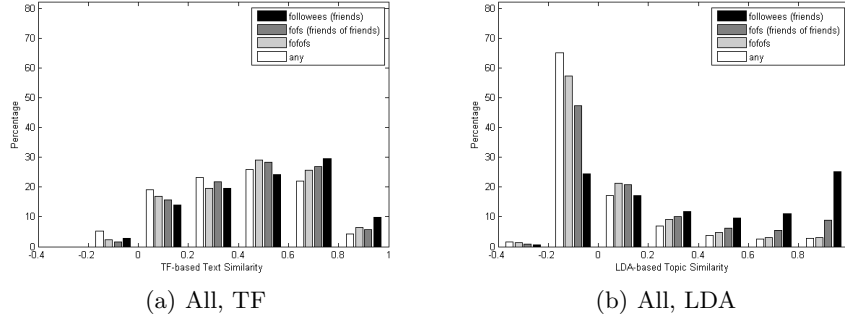 80
70
60
50
40
30
20
10
0
Percentage
followees (friends)
fofs (friends of friends)
fofofs
any
-0.4 -0.2 0 0.2 0.4 0.6 0.8 1
TF-based Text Similarity
(a) All, TF
80
70
60
50
40
30
20
10
0
Percentage
followees (friends)
fofs (friends of friends)
fofofs
any
-0.4 -0.2 0 0.2 0.4 0.6 0.8
LDA-based Topic Similarity
(b) All, LDA